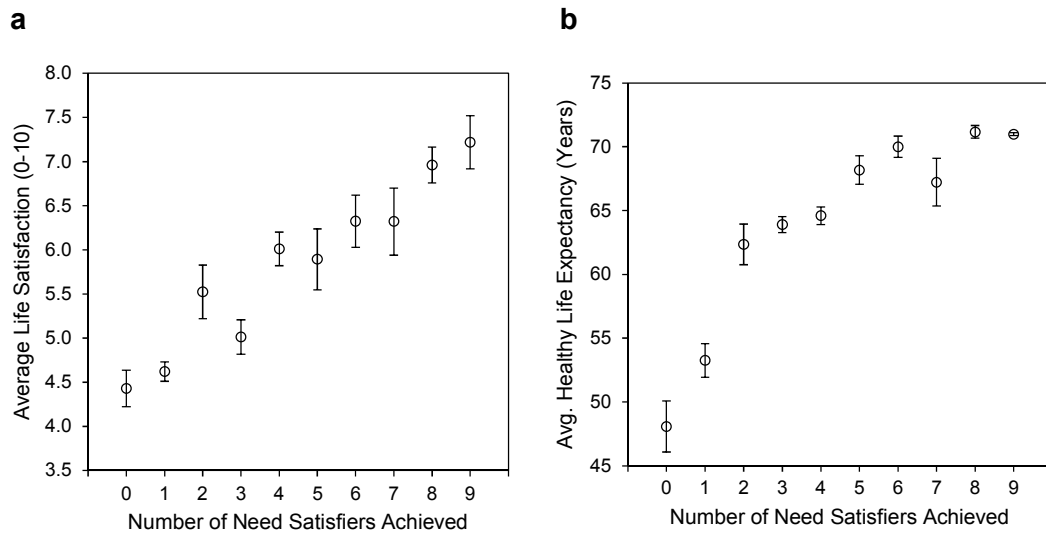 a
b
8.0
7.5
7.0
6.5
6.0
5.5
5.0
4.5
4.0
3.5
Average Life Satisfaction (0-10)
0 1 2 3 4 5 6 7 8 9
Number of Need Satisfiers Achieved
75
70
65
60
55
50
45
Avg. Healthy Life Expectancy (Years)
0 1 2 3 4 5 6 7 8 9
Number of Need Satisfiers Achieved